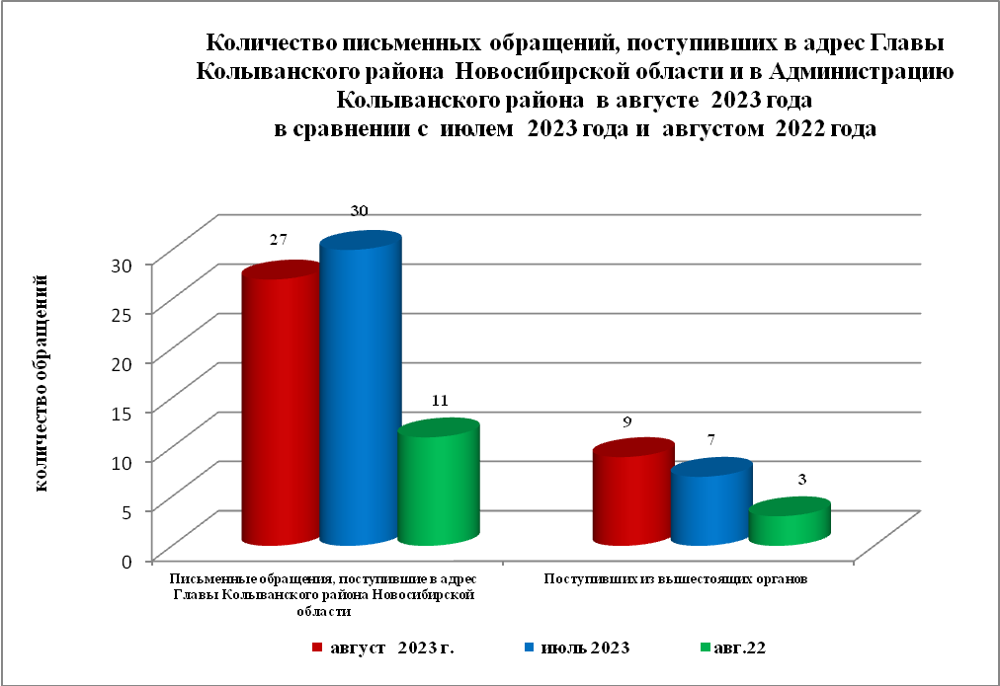 Количество письменных обращений, поступивших в адрес Главы
Колыванского района Новосибирской области и в Администрацию
Колыванского района в августе 2023 года
в сравнении с июлем 2023 года и августом 2022 года
количество обращений
30
25
20
15
10
5
0
27
30
11
9
7
3
Письменные обращения, поступившие в адрес
Главы Колыванского района Новосибирской
области
Поступивших из вышестоящих органов
август 2023 г.
июль 2023
авг.22